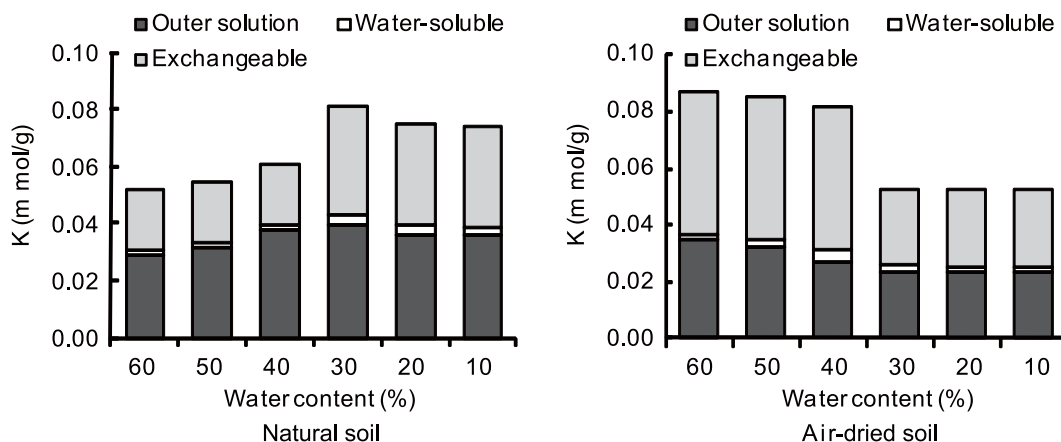 Outer solution Water-soluble
Exchangeable
0.10
0.08
0.06
0.04
0.02
0.00
K (m mol/g)
60 50 40 30 20 10
Water content (%)
Natural soil
Outer solution Water-soluble
Exchangeable
0.10
0.08
0.06
0.04
0.02
0.00
K (m mol/g)
60 50 40 30 20 10
Water content (%)
Air-dried soil